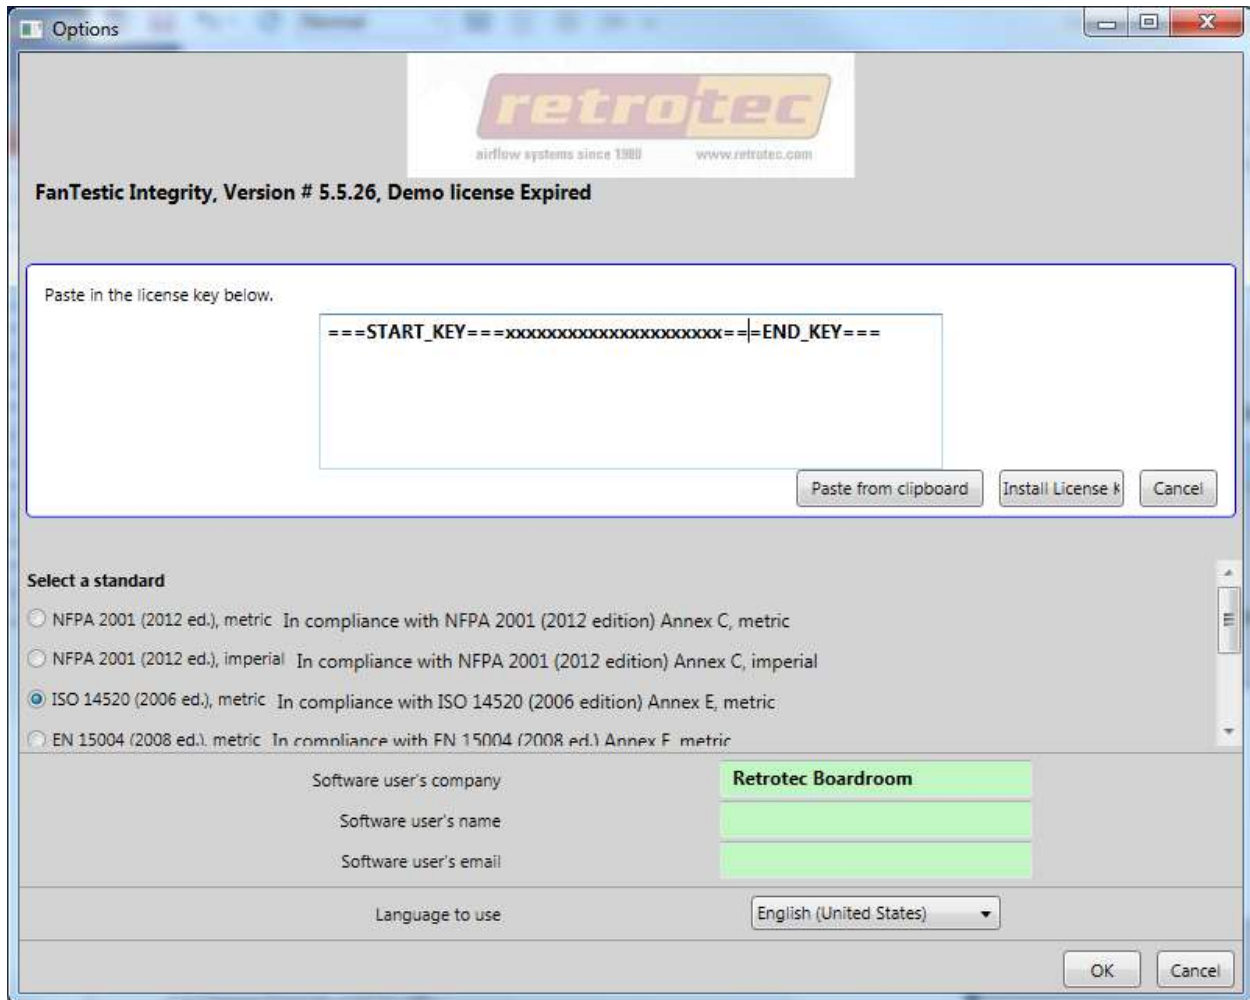 Options
retrotec
airflow systems since 1980 www.retrotec.com
FanTestic Integrity, Version # 5.5.26, Demo license Expired
Paste in the license key below.
===START_KEY===xxxxxxxxxxxxxxxxxxxxx===END_KEY===
Paste from clipboard Install License K Cancel
Select a standard
NFPA 2001 (2012 ed.), metric In compliance with NFPA 2001 (2012 edition) Annex C, metric
NFPA 2001 (2012 ed.), imperial In compliance with NFPA 2001 (2012 edition) Annex C, imperial
ISO 14520 (2006 ed.), metric In compliance with ISO 14520 (2006 edition) Annex E, metric
EN 15004 (2008 ed.), metric In compliance with EN 15004 (2008 ed.) Annex E, metric
Software user's company Retrotec Boardroom
Software user's name
Software user's email
Language to use English (United States)
OK Cancel